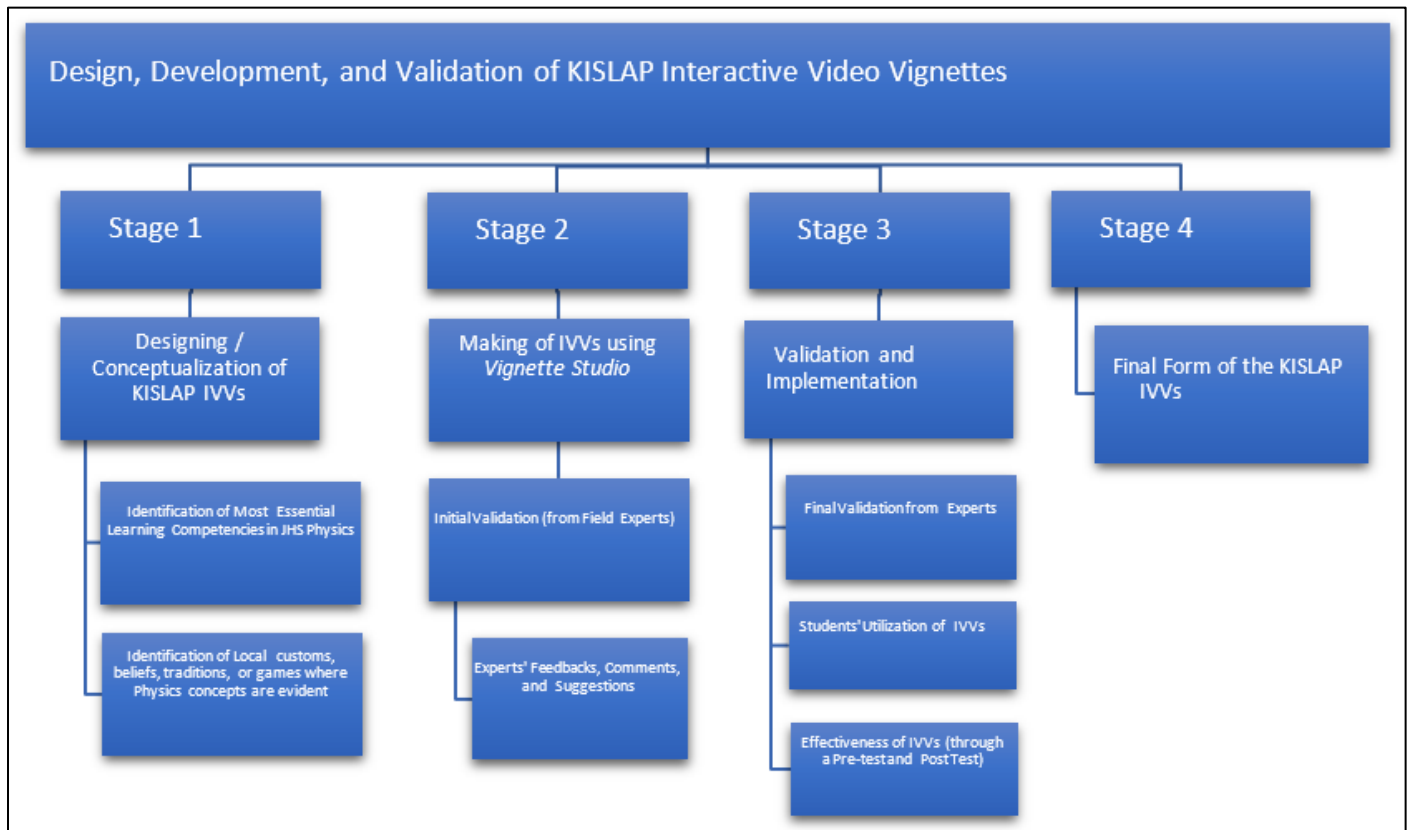 Design, Development, and Validation of KISLAP Interactive Video Vignettes
Stage 1
Designing /
Conceptualization of
KISLAP IVVs
Identification of Most Essential
Learning Competencies in JHS Physics
Identification of Local customs,
beliefs, traditions, or games where
Physics concepts are evident
Stage 2
Making of IVVs using
Vignette Studio
Initial Validation (from Field Experts)
Experts' Feedbacks, Comments,
and Suggestions
Stage 3
Validation and
Implementation
Final Validation from Experts
Students' Utilization of IVVs
Effectiveness of IVVs (through
a Pre-test and Post Test)
Stage 4
Final Form of the KISLAP
IVVs